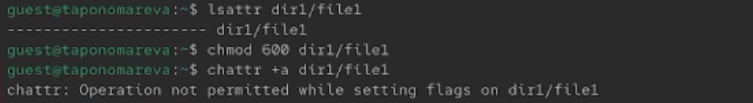 guest@taponomareva:~$ lsattr dir1/file1
---------------------- dir1/file1
guest@taponomareva:~$ chmod 600 dir1/file1
guest@taponomareva:~$ chattr +a dir1/file1
chattr: Operation not permitted while setting flags on dir1/file1